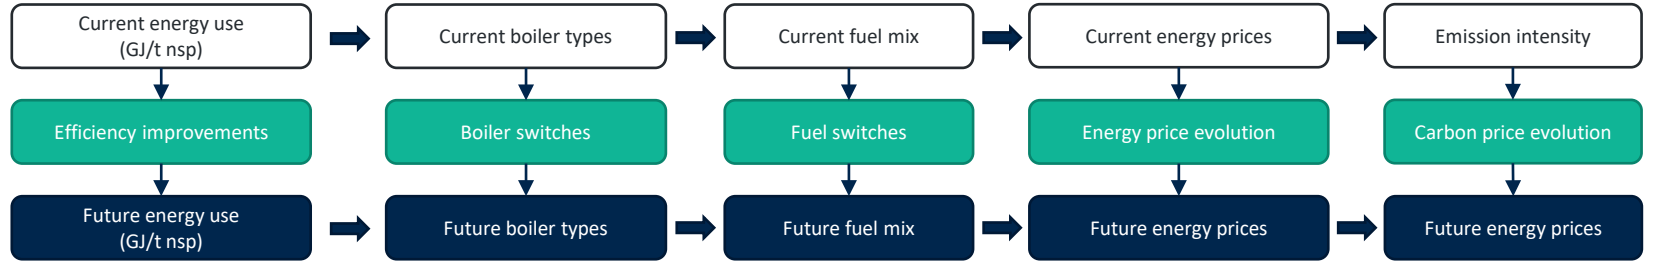 Current energy use
(GJ/t nsp)
Current boiler types
Current fuel mix
Current energy prices
Emission intensity
Efficiency improvements
Boiler switches
Fuel switches
Energy price evolution
Carbon price evolution
Future energy use
(GJ/t nsp)
Future boiler types
Future fuel mix
Future energy prices
Future energy prices